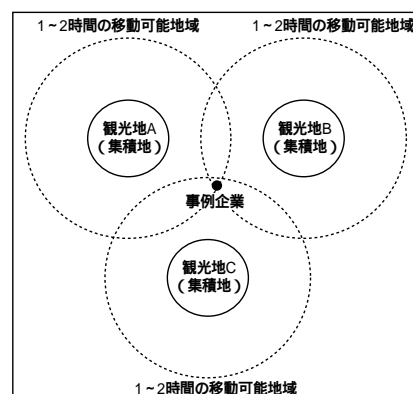 1~2時間の移動可能地域
1~2時間の移動可能地域
観光地A
(集積地)
観光地B
(集積地)
事例企業
観光地C
(集積地)
1~2時間の移動可能地域